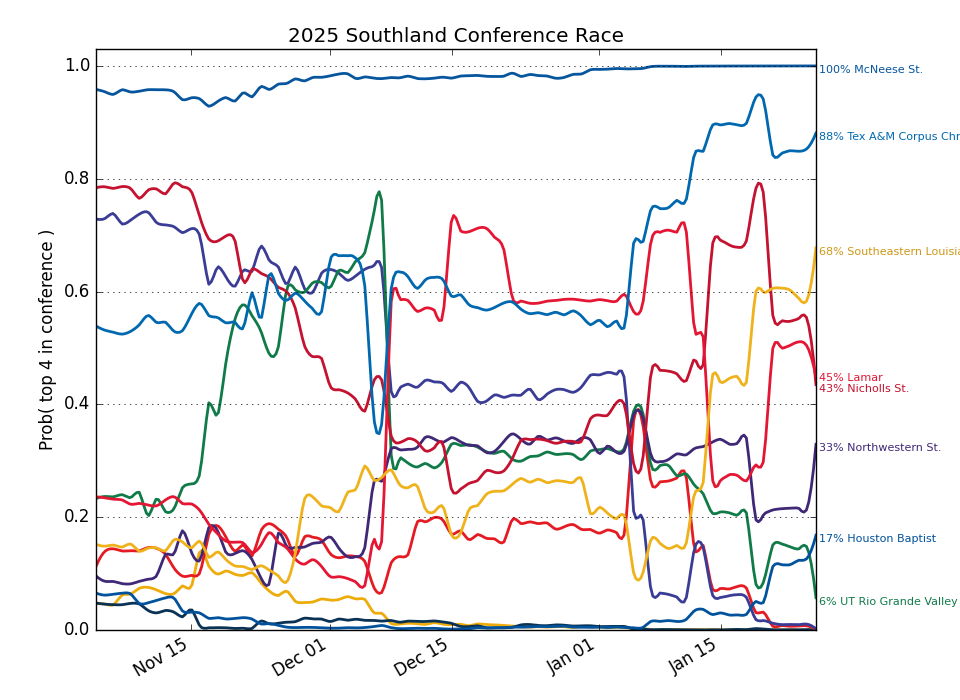 2025 Southland Conference Race
Prob( top 4 in conference )
1.0
0.8
0.6
0.4
0.2
0.0
Nov 15
Dec 01
Dec 15
Jan 01
Jan 15
100% McNeese St.
88% Tex A&M Corpus Chr
68% Southeastern Louisia
45% Lamar
43% Nicholls St.
33% Northwestern St.
17% Houston Baptist
6% UT Rio Grande Valley